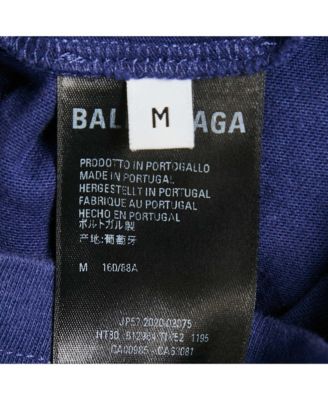 M
BAL AGA
PRODOTTO IN PORTOGALLO
MADE IN PORTUGAL
HERGESTELLT IN PORTUGAL
FABRIQUE AU PORTUGAL
HECHO EN PORTUGAL
ポルトガル製
产地:葡萄牙
M 160/88A